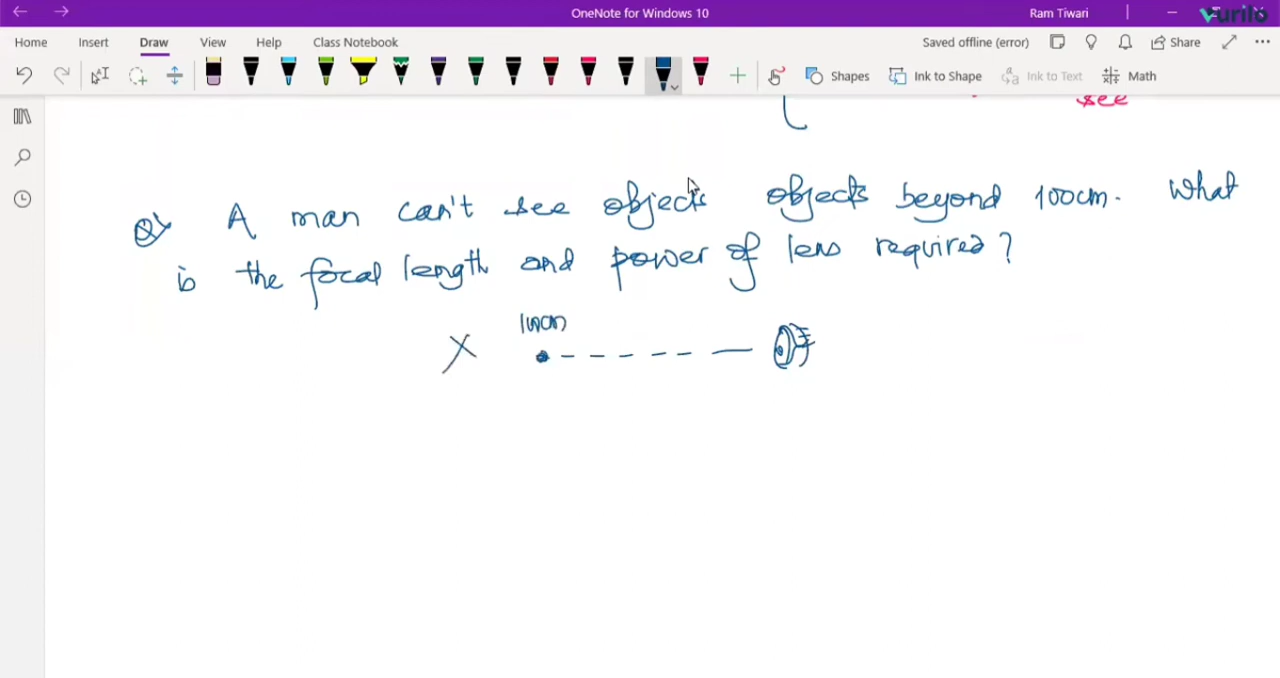 OneNote for Windows 10
Ram Tiwari
vurilo
Home Insert Draw View Help Class Notebook
Saved offline (error) Share
Shapes Ink to Shape Ink to Text Math
see
Q) A man can't see objects objects beyond 100cm. What
is the focal length and power of lens required?
100cm